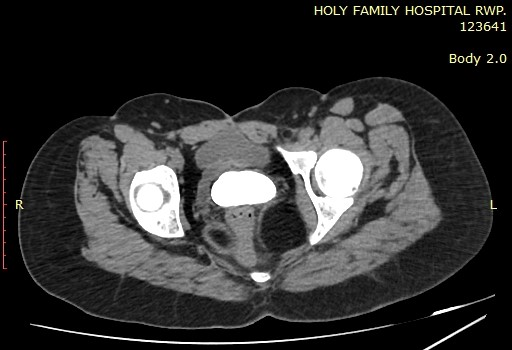 HOLY FAMILY HOSPITAL RWP.
123641
Body 2.0
R
L